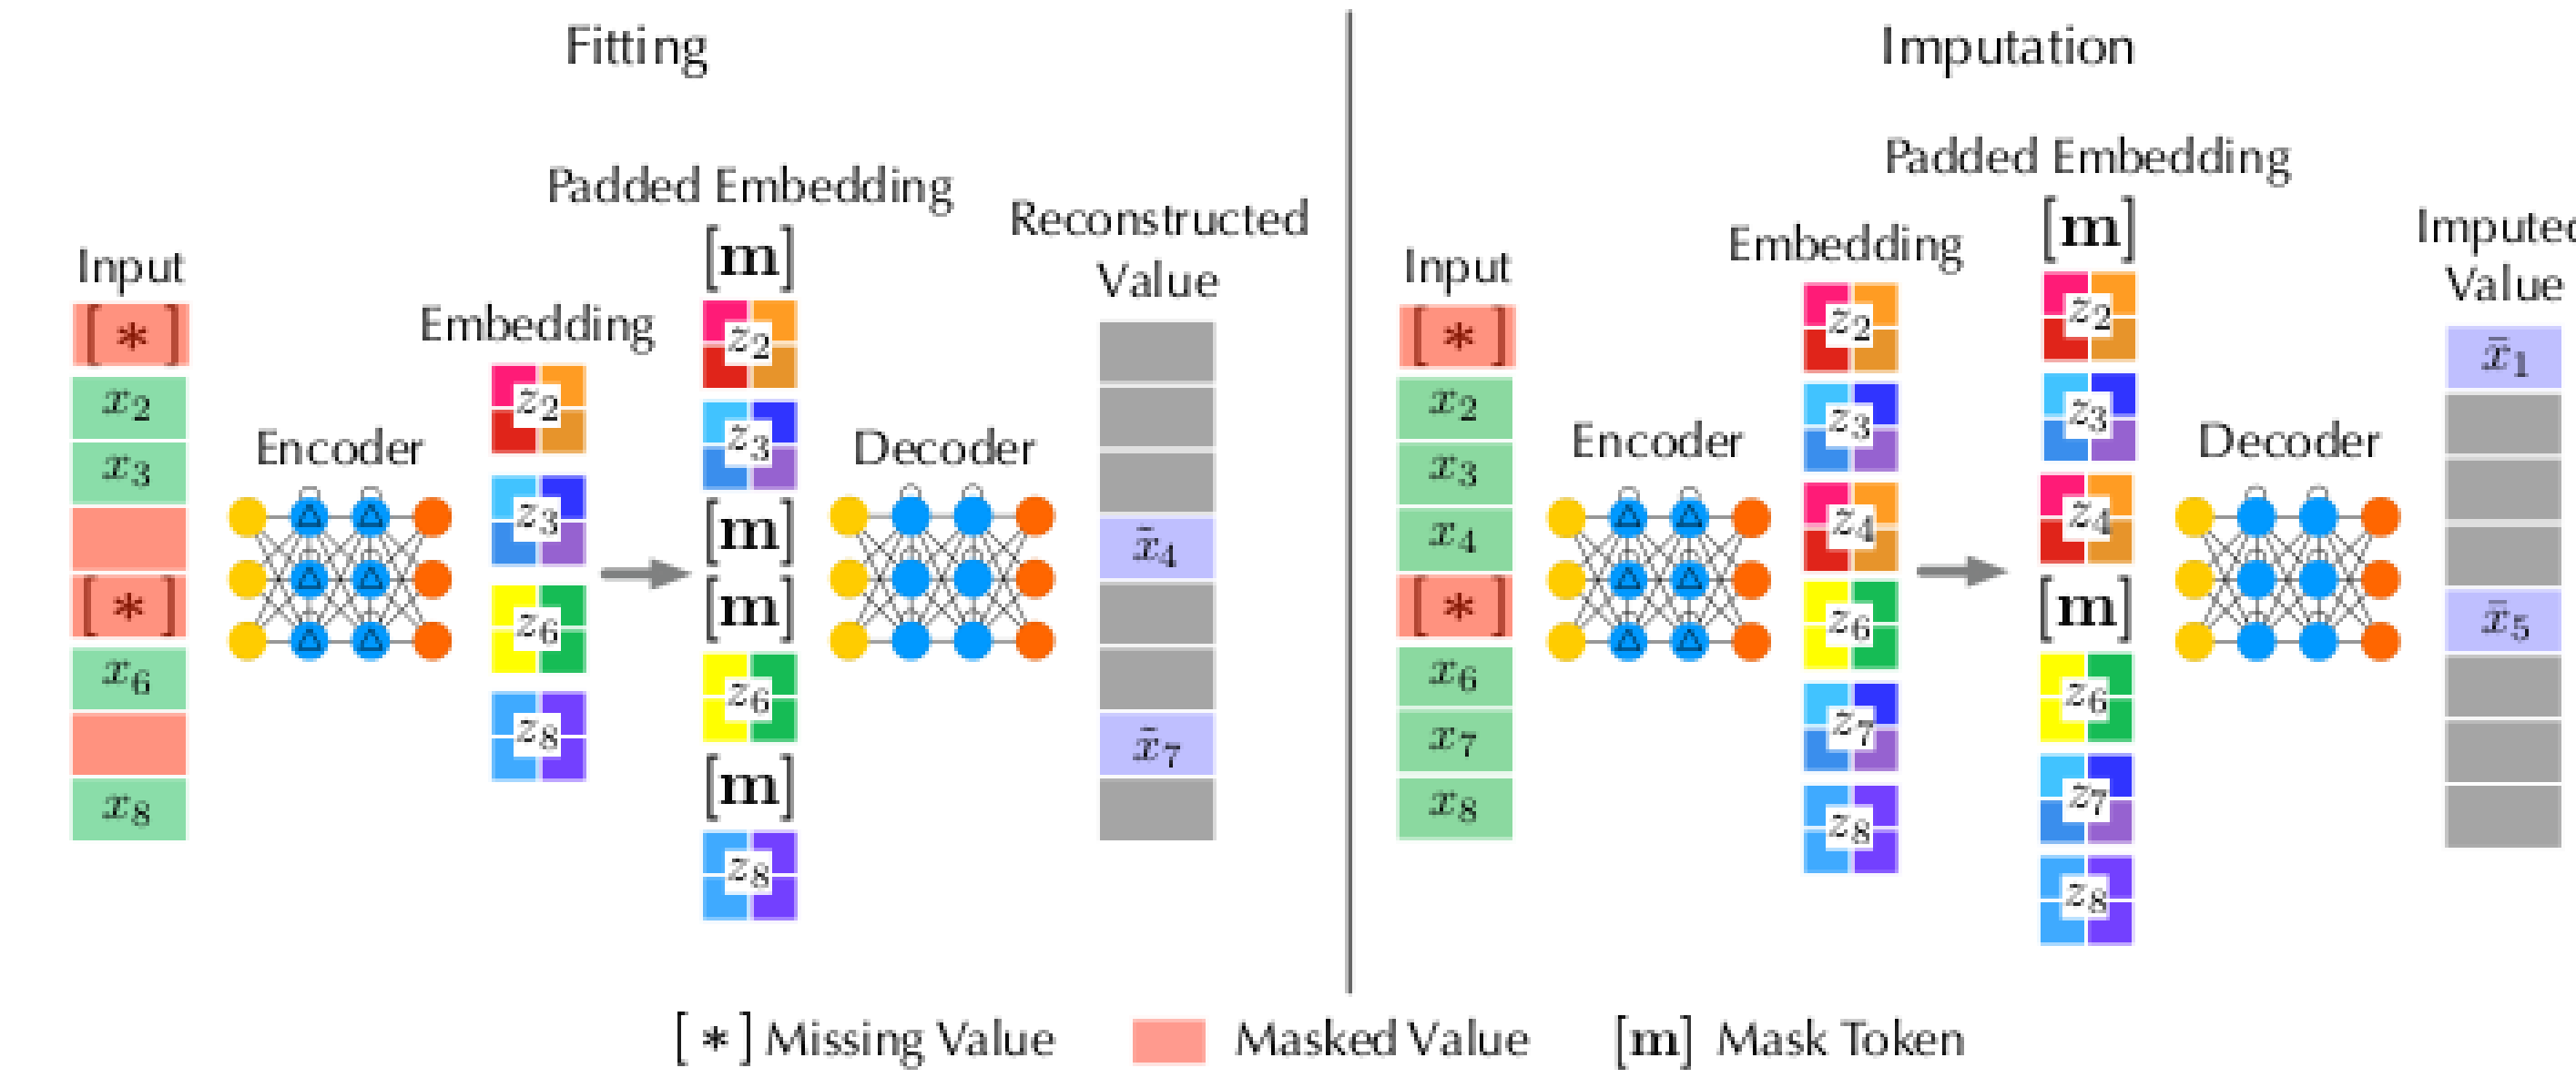 Fitting
Padded Embedding
Reconstructed
Value
Input
Embedding
Encoder
Decoder
[*]
x2
x3
[*]
x6
x8
z2
z3
z6
z8
[m]
z2
z3
[m]
[m]
z6
[m]
z8
x̄4
x̄7
Imputation
Padded Embedding
Imputed
Value
Input
Embedding
Encoder
Decoder
[*]
x2
x3
x4
[*]
x6
x7
x8
z2
z3
z4
z6
z7
z8
[m]
z2
z3
z4
[m]
z6
z7
z8
x̄1
x̄5
[*] Missing Value
Masked Value
[m] Mask Token